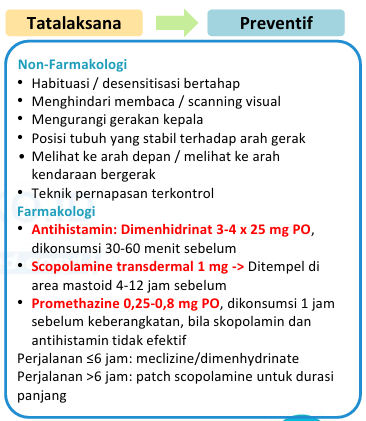 Tatalaksana
Preventif
Non-Farmakologi
• Habituasi / desensitisasi bertahap
• Menghindari membaca / scanning visual
• Mengurangi gerakan kepala
• Posisi tubuh yang stabil terhadap arah gerak
• Melihat ke arah depan / melihat ke arah
kendaraan bergerak
• Teknik pernapasan terkontrol
Farmakologi
• Antihistamin: Dimenhidrinat 3-4 x 25 mg PO,
dikonsumsi 30-60 menit sebelum
• Scopolamine transdermal 1 mg -> Ditempel di
area mastoid 4-12 jam sebelum
• Promethazine 0,25-0,8 mg PO, dikonsumsi 1 jam
sebelum keberangkatan, bila skopolamin dan
antihistamin tidak efektif
Perjalanan ≤6 jam: meclizine/dimenhydrinate
Perjalanan >6 jam: patch scopolamine untuk durasi
panjang